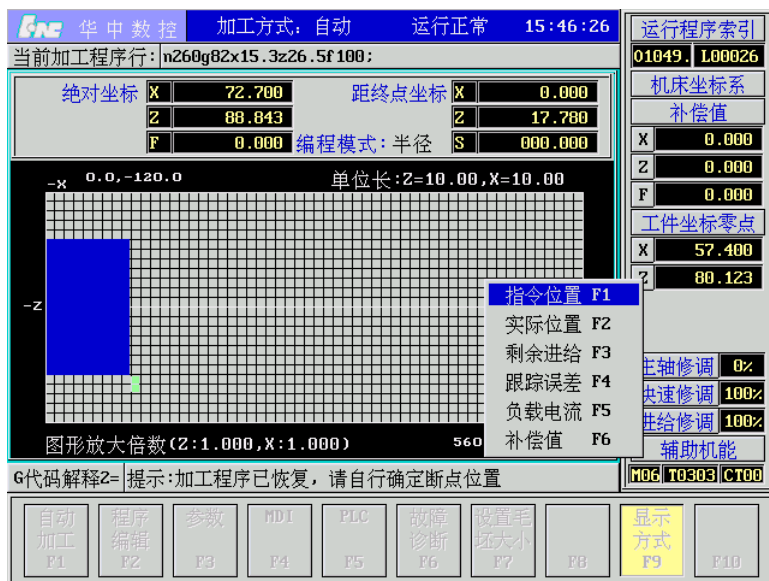 HNC 华中数控 加工方式：自动 运行正常 15:46:26 运行程序索引
当前加工程序行：n260g82x15.3z26.5f100; O1049. L00026
绝对坐标 X 72.700 距终点坐标 X 0.000 机床坐标系
Z 88.843 Z 17.780 补偿值
F 0.000 编程模式：半径 S 000.000 X 0.000
Z 0.000
-X 0.0,-120.0 单位长:Z=10.00,X=10.00 F 0.000
工件坐标零点
X 57.400
指令位置 F1 80.123
-Z 实际位置 F2
剩余进给 F3 主轴修调 0%
跟踪误差 F4 快速修调 100%
负载电流 F5 进给修调 100%
图形放大倍数(Z:1.000,X:1.000) 560 补偿值 F6 辅助机能
G代码解释2= 提示：加工程序已恢复，请自行确定断点位置 M06 T0303 CT00
自动加工 F1 程序编辑 F2 参数 F3 MDI F4 PLC F5 故障诊断 F6 设置毛坯大小 F7 F8 显示方式 F9 F10